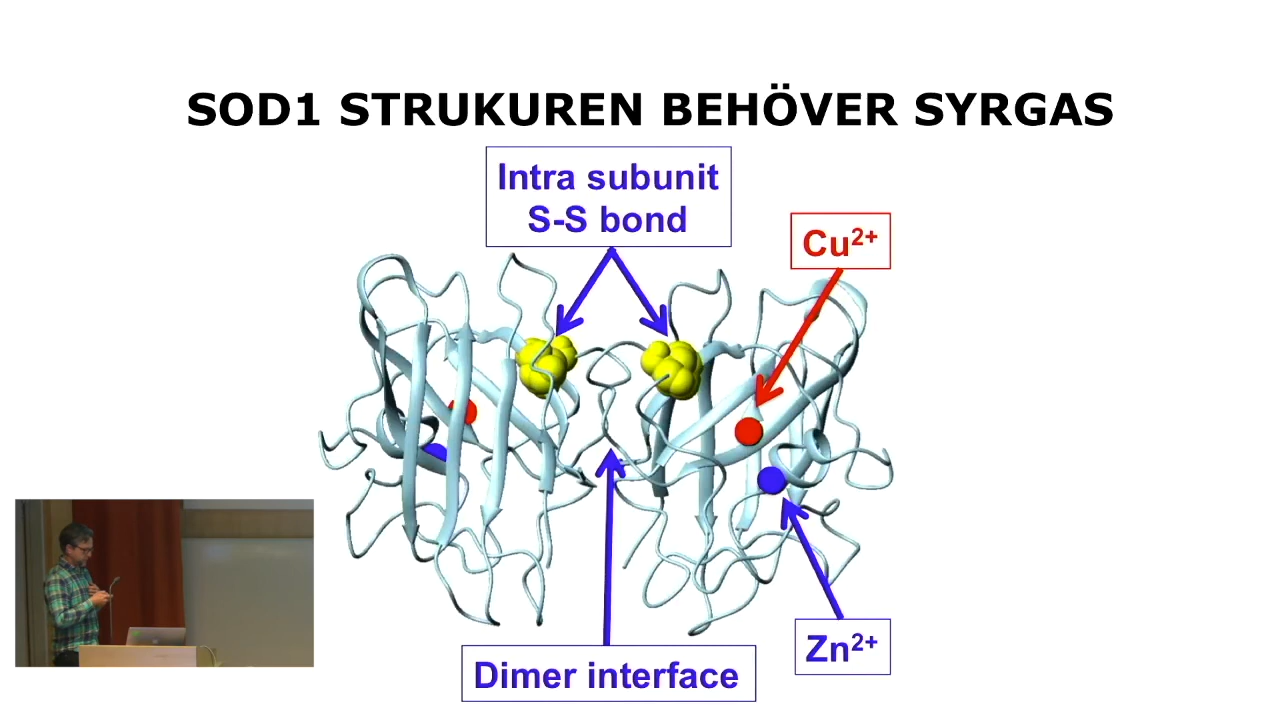 SOD1 STRUKUREN BEHÖVER SYRGAS
Intra subunit
S-S bond
Cu²⁺
Zn²⁺
Dimer interface